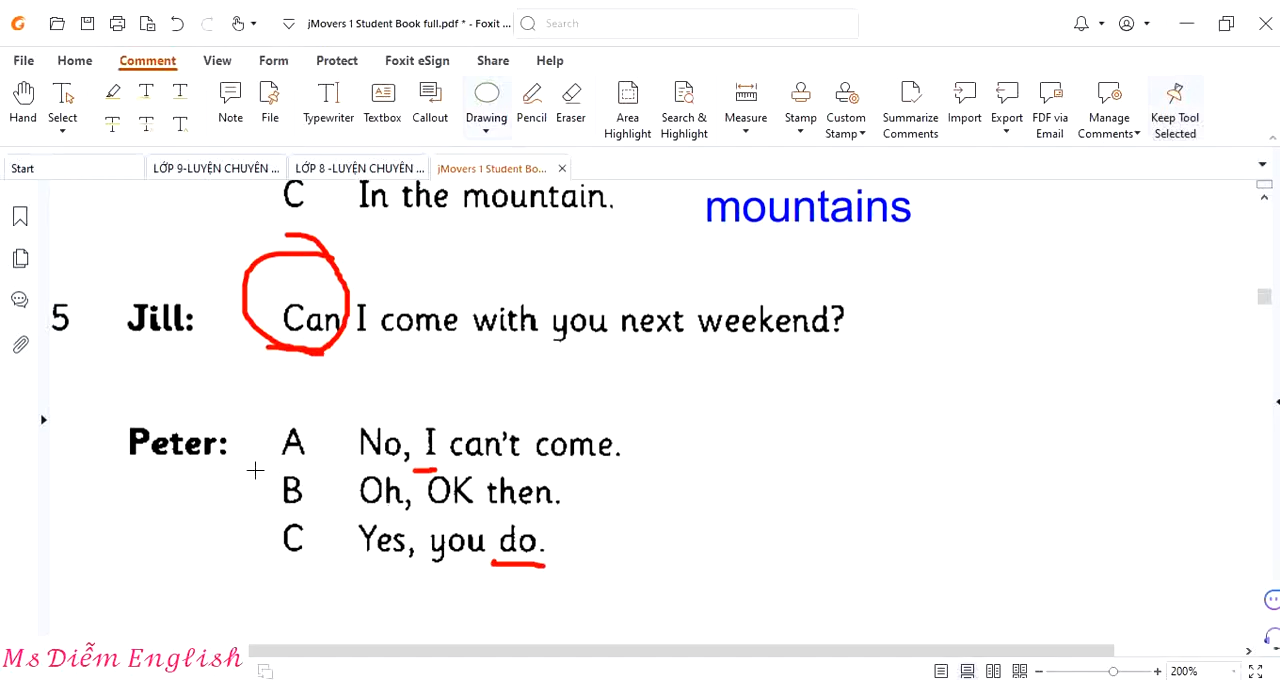 jMovers 1 Student Book full.pdf * - Foxit ...
Search
File Home Comment View Form Protect Foxit eSign Share Help
Hand Select Note File Typewriter Textbox Callout Drawing Pencil Eraser Area Highlight Search & Highlight Measure Stamp Custom Stamp Summarize Comments Import Export FDF via Email Manage Comments Keep Tool Selected
Start LỚP 9-LUYỆN CHUYÊN ... LỚP 8 -LUYỆN CHUYÊN ... jMovers 1 Student Bo...
C In the mountain. mountains
5 Jill: Can I come with you next weekend?
Peter: A No, I can't come.
B Oh, OK then.
C Yes, you do.
Ms Diễm English
200%